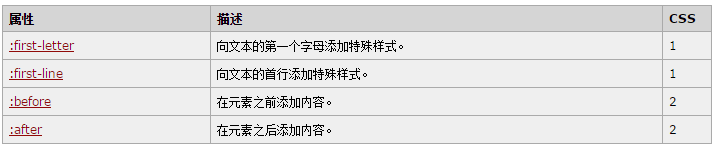 属性 描述 CSS
:first-letter 向文本的第一个字母添加特殊样式。 1
:first-line 向文本的首行添加特殊样式。 1
:before 在元素之前添加内容。 2
:after 在元素之后添加内容。 2